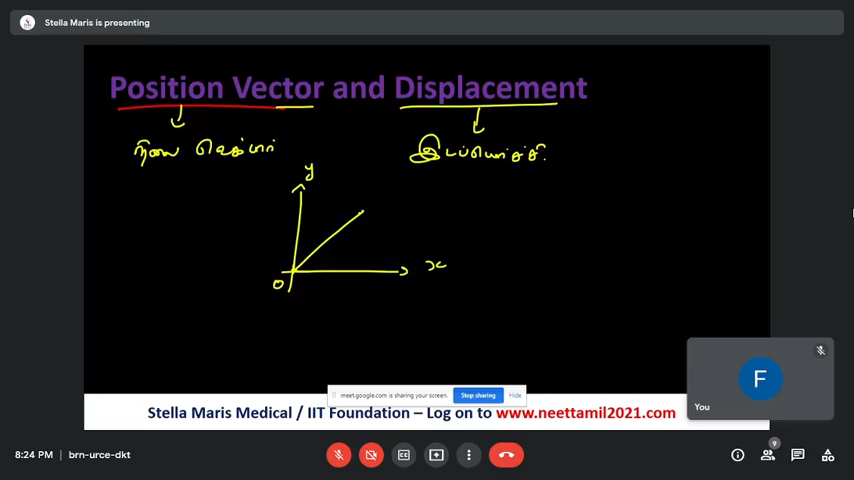 Stella Maris is presenting
Position Vector and Displacement
நிலை வெக்டர் இடப்பெயர்ச்சி
y
x
O
meet.google.com is sharing your screen. Stop sharing Hide
F
You
Stella Maris Medical / IIT Foundation – Log on to www.neettamil2021.com
8:24 PM | brn-urce-dkt
9